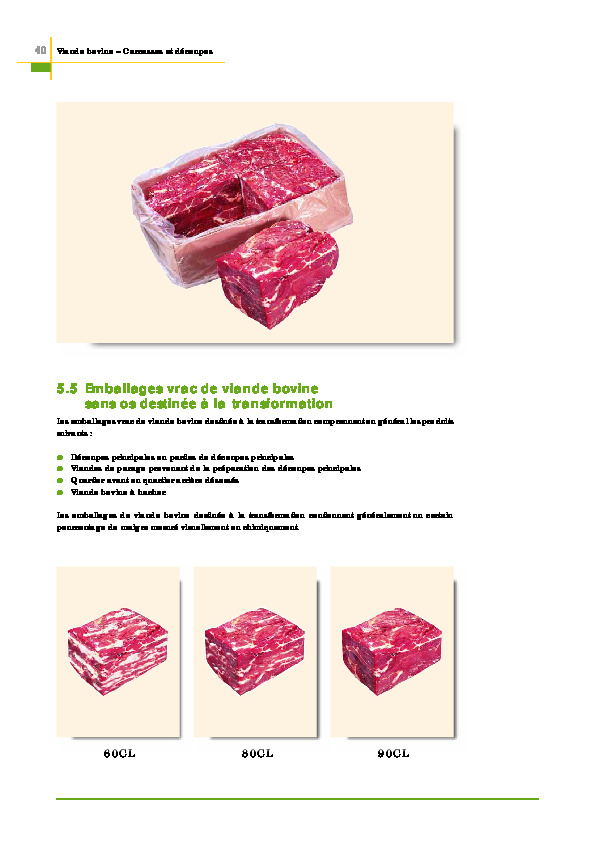 40 Viande bovine – Carcasses et découpes
5.5 Emballages vrac de viande bovine
sans os destinée à la transformation
Les emballages vrac de viande bovine destinée à la transformation comprennent en général les produits
suivants :
Découpes principales ou parties de découpes principales
Viandes de parage provenant de la préparation des découpes principales
Quartier avant ou quartier arrière désossés
Viande bovine à hacher
Les emballages de viande bovine destinée à la transformation contiennent généralement un certain
pourcentage de maigre mesuré visuellement ou chimiquement
60CL 80CL 90CL